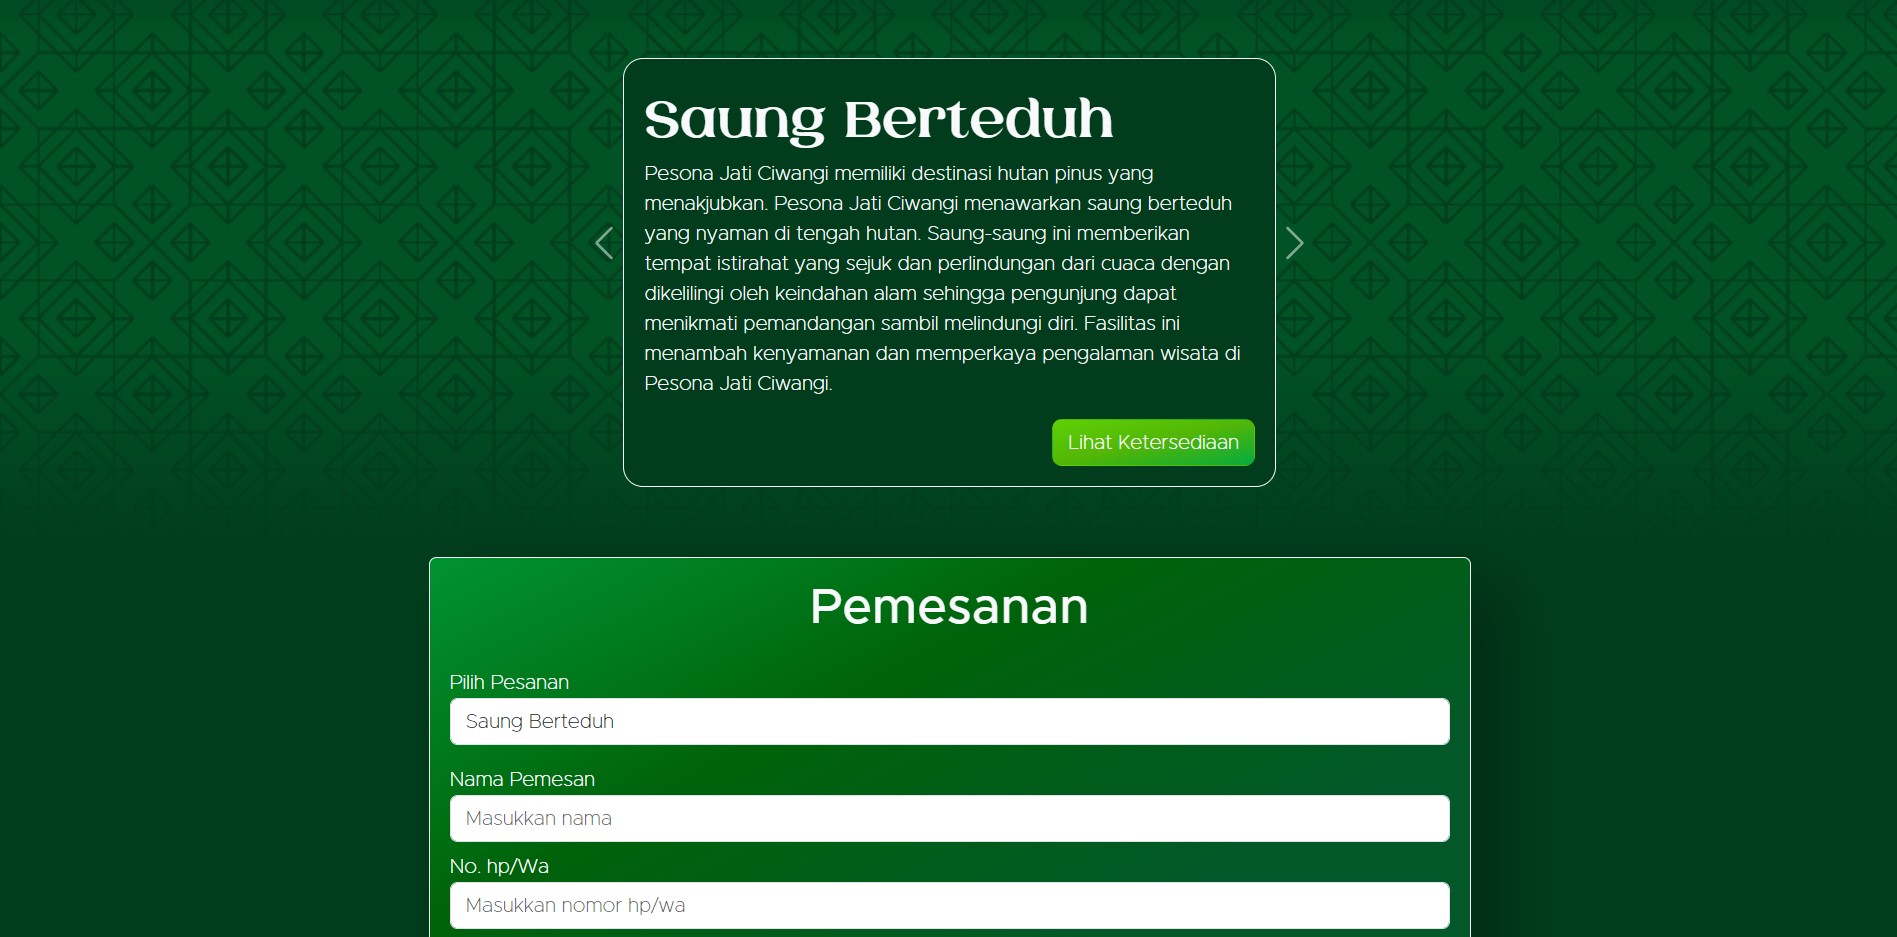 Saung Berteduh
Pesona Jati Ciwangi memiliki destinasi hutan pinus yang
menakjubkan. Pesona Jati Ciwangi menawarkan saung berteduh
yang nyaman di tengah hutan. Saung-saung ini memberikan
tempat istirahat yang sejuk dan perlindungan dari cuaca dengan
dikelilingi oleh keindahan alam sehingga pengunjung dapat
menikmati pemandangan sambil melindungi diri. Fasilitas ini
menambah kenyamanan dan memperkaya pengalaman wisata di
Pesona Jati Ciwangi.
Lihat Ketersediaan
Pemesanan
Pilih Pesanan
Saung Berteduh
Nama Pemesan
Masukkan nama
No. hp/Wa
Masukkan nomor hp/wa